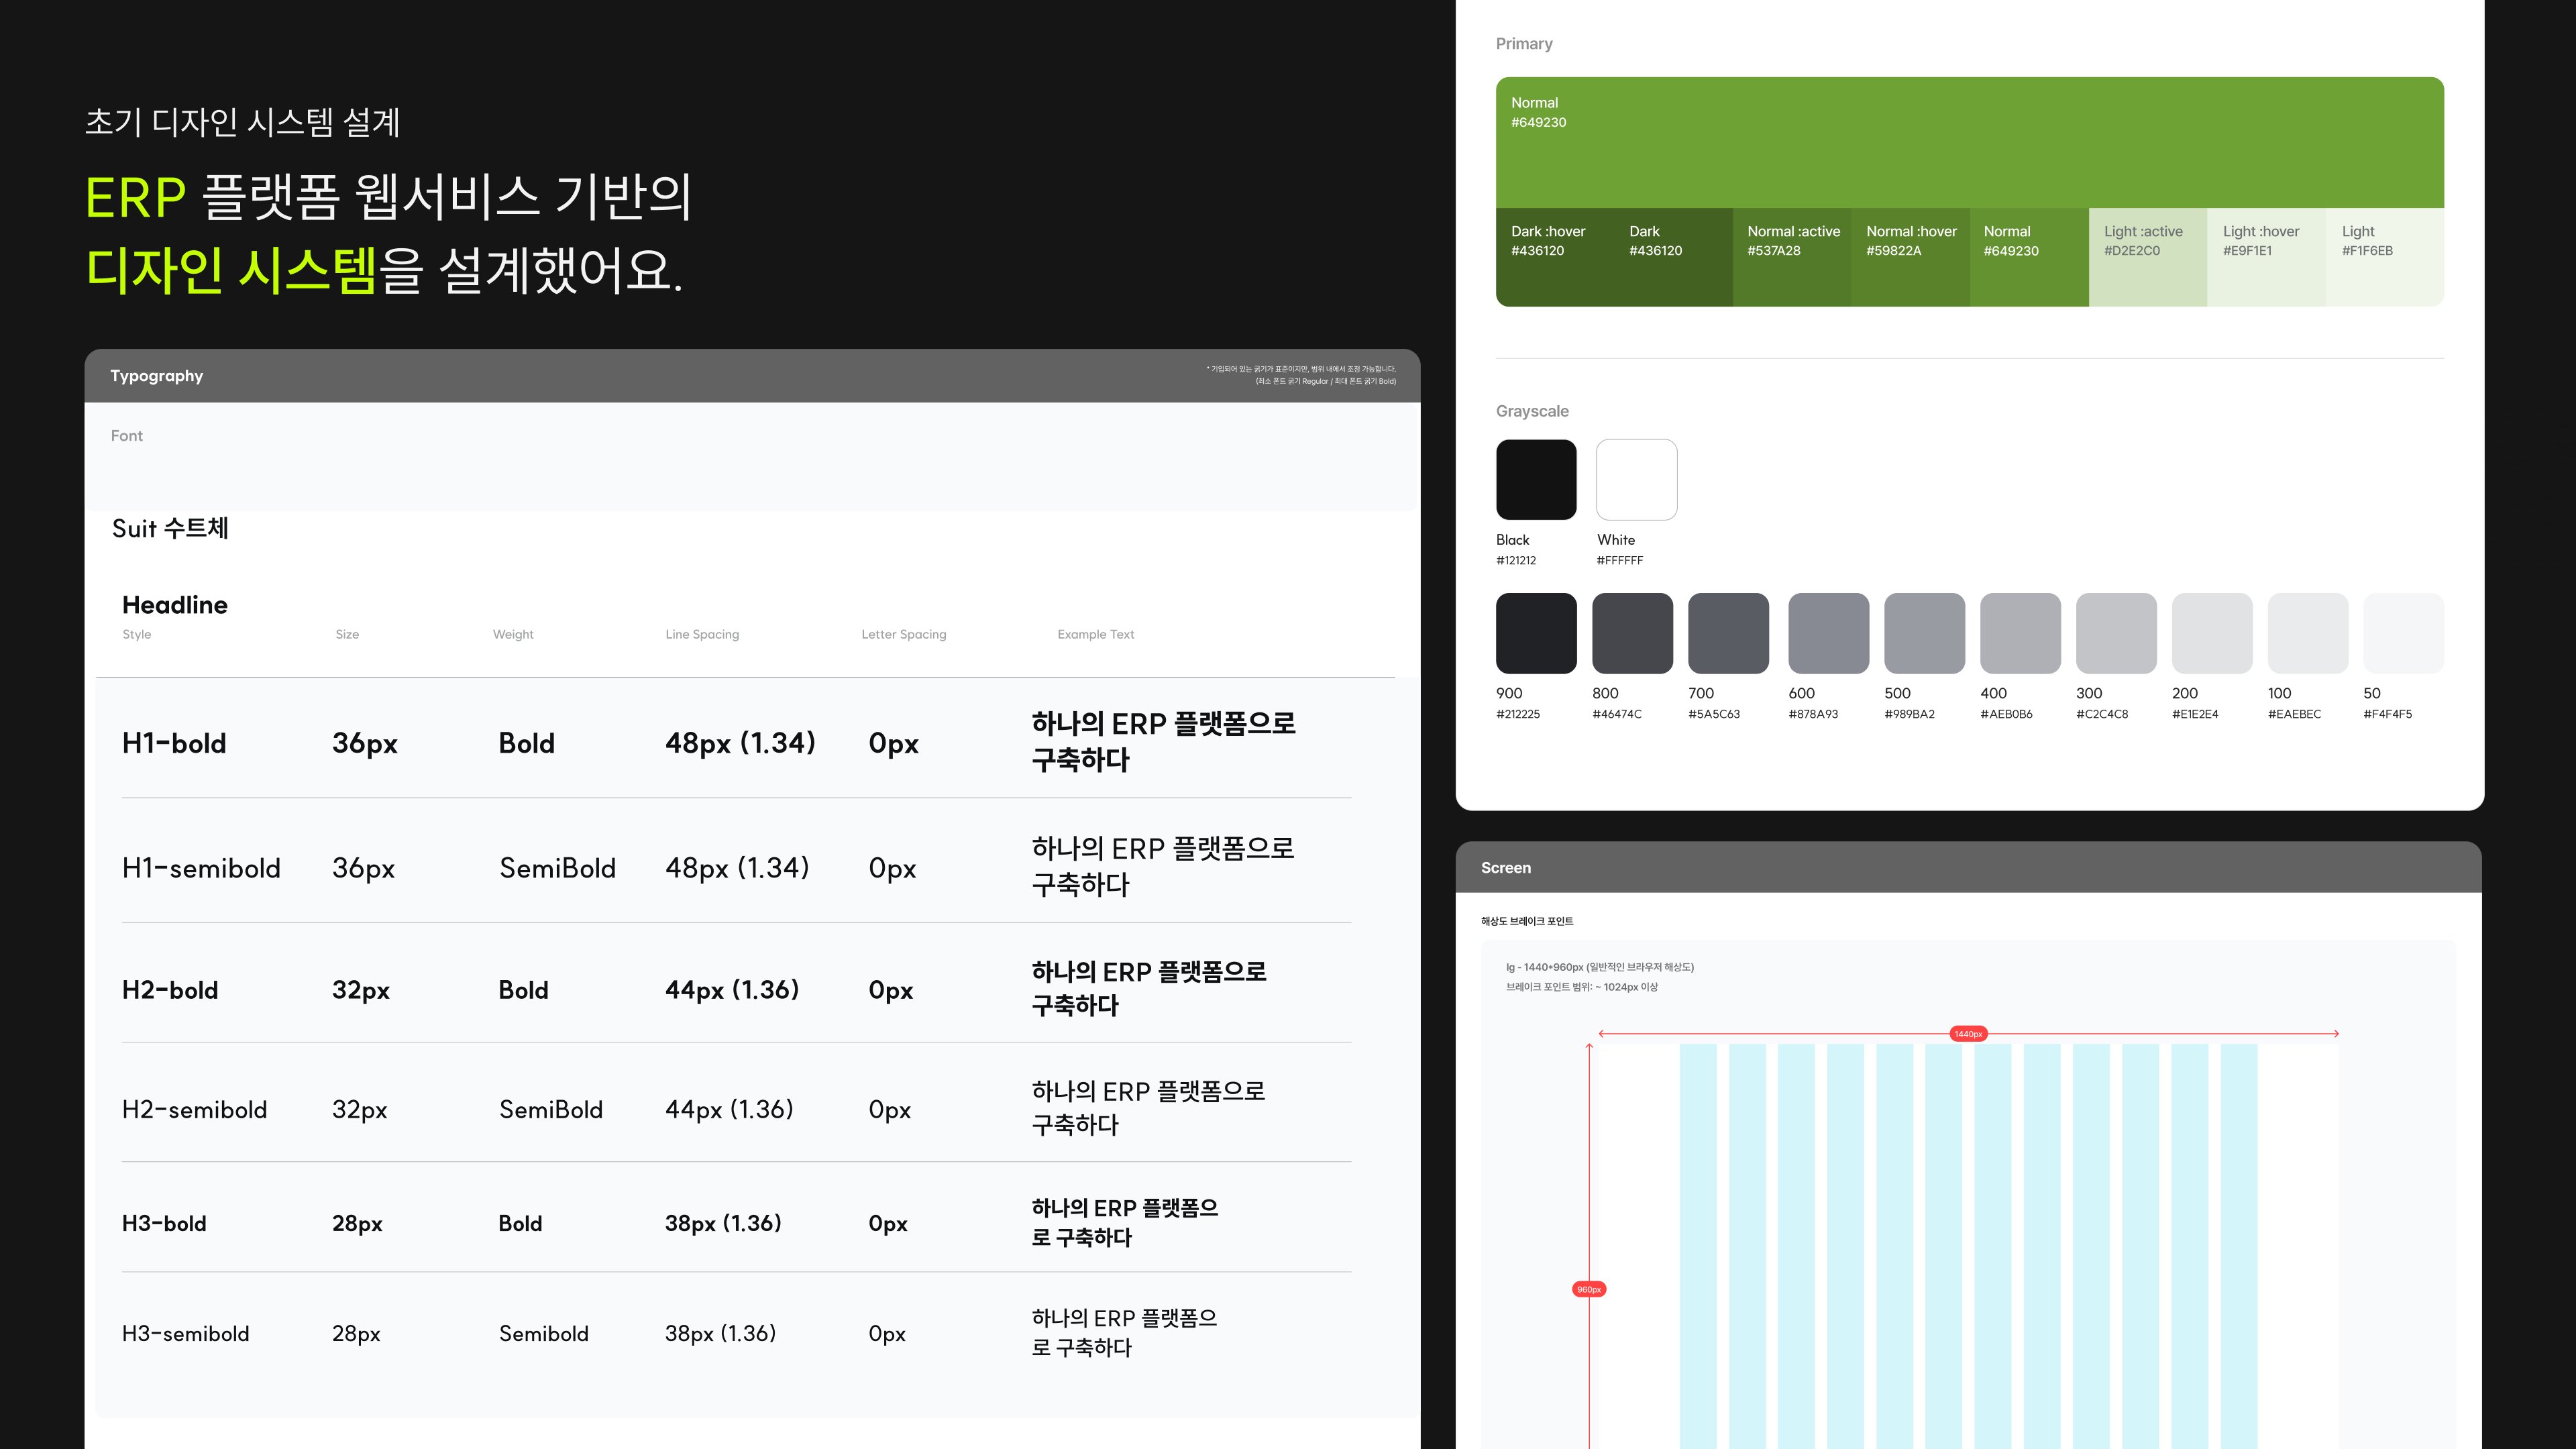 초기 디자인 시스템 설계
ERP 플랫폼 웹서비스 기반의
디자인 시스템을 설계했어요.
Typography
* 기입되어 있는 굵기가 표준이지만, 범위 내에서 조정 가능합니다.
(최소 폰트 굵기 Regular / 최대 폰트 굵기 Bold)
Font
Suit 수트체
Headline
Style Size Weight Line Spacing Letter Spacing Example Text
H1-bold 36px Bold 48px (1.34) 0px 하나의 ERP 플랫폼으로
구축하다
H1-semibold 36px SemiBold 48px (1.34) 0px 하나의 ERP 플랫폼으로
구축하다
H2-bold 32px Bold 44px (1.36) 0px 하나의 ERP 플랫폼으로
구축하다
H2-semibold 32px SemiBold 44px (1.36) 0px 하나의 ERP 플랫폼으로
구축하다
H3-bold 28px Bold 38px (1.36) 0px 하나의 ERP 플랫폼으
로 구축하다
H3-semibold 28px Semibold 38px (1.36) 0px 하나의 ERP 플랫폼으
로 구축하다
Primary
Normal
#649230
Dark :hover Dark Normal :active Normal :hover Normal Light :active Light :hover Light
#436120 #436120 #537A28 #59822A #649230 #D2E2C0 #E9F1E1 #F1F6EB
Grayscale
Black White
#121212 #FFFFFF
900 800 700 600 500 400 300 200 100 50
#212225 #46474C #5A5C63 #878A93 #989BA2 #AEB0B6 #C2C4C8 #E1E2E4 #EAEBEC #F4F4F5
Screen
해상도 브레이크 포인트
lg - 1440*960px (일반적인 브라우저 해상도)
브레이크 포인트 범위: ~ 1024px 이상
1440px
960px